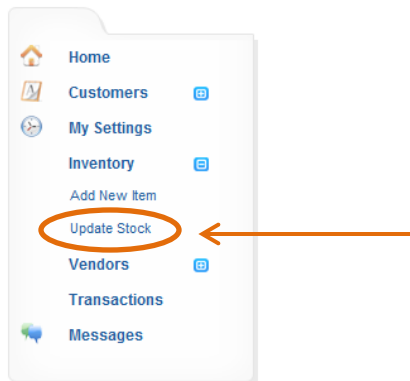 Home
Customers
My Settings
Inventory
Add New Item
Update Stock
Vendors
Transactions
Messages